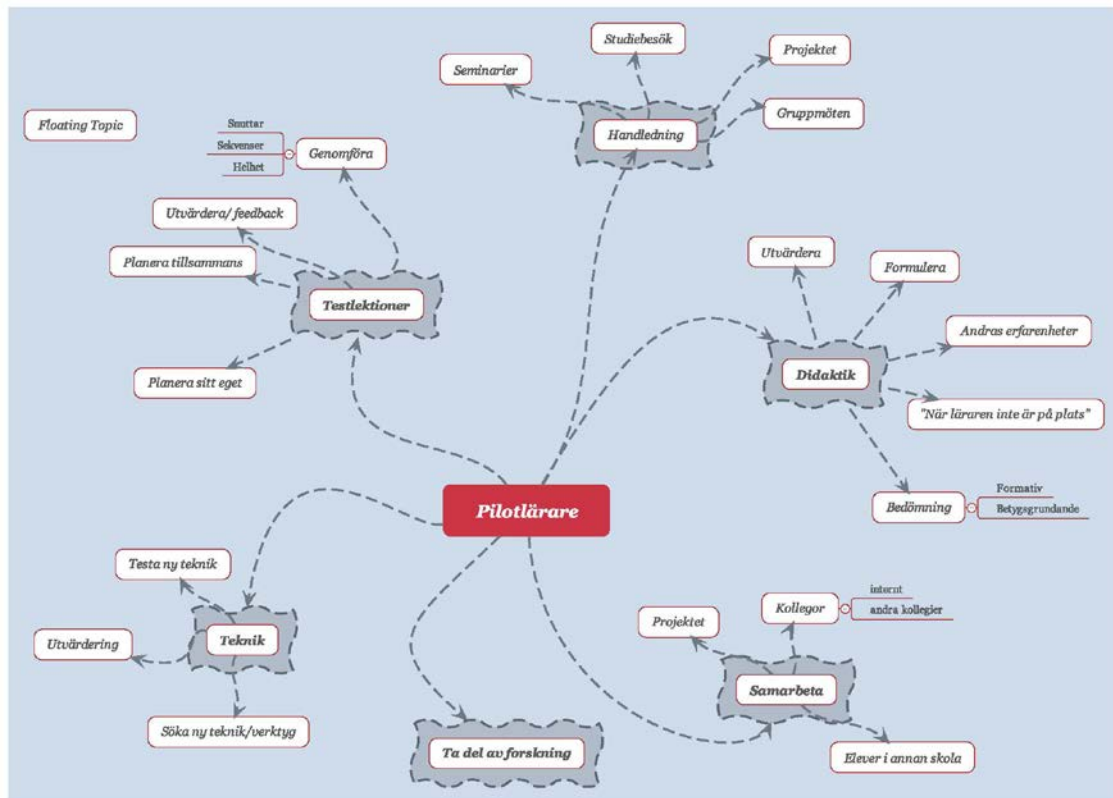 Studiebesök
Projektet
Seminarier
Gruppmöten
Handledning
Floating Topic
Snuttar
Sekvenser
Helhet
Genomföra
Utvärdera/ feedback
Planera tillsammans
Testlektioner
Planera sitt eget
Utvärdera
Formulera
Andras erfarenheter
Didaktik
"När läraren inte är på plats"
Bedömning
Formativ
Betygsgrundande
Pilotlärare
Testa ny teknik
Utvärdering
Teknik
Söka ny teknik/verktyg
Ta del av forskning
Projektet
Kollegor
internt
andra kollegier
Samarbeta
Elever i annan skola